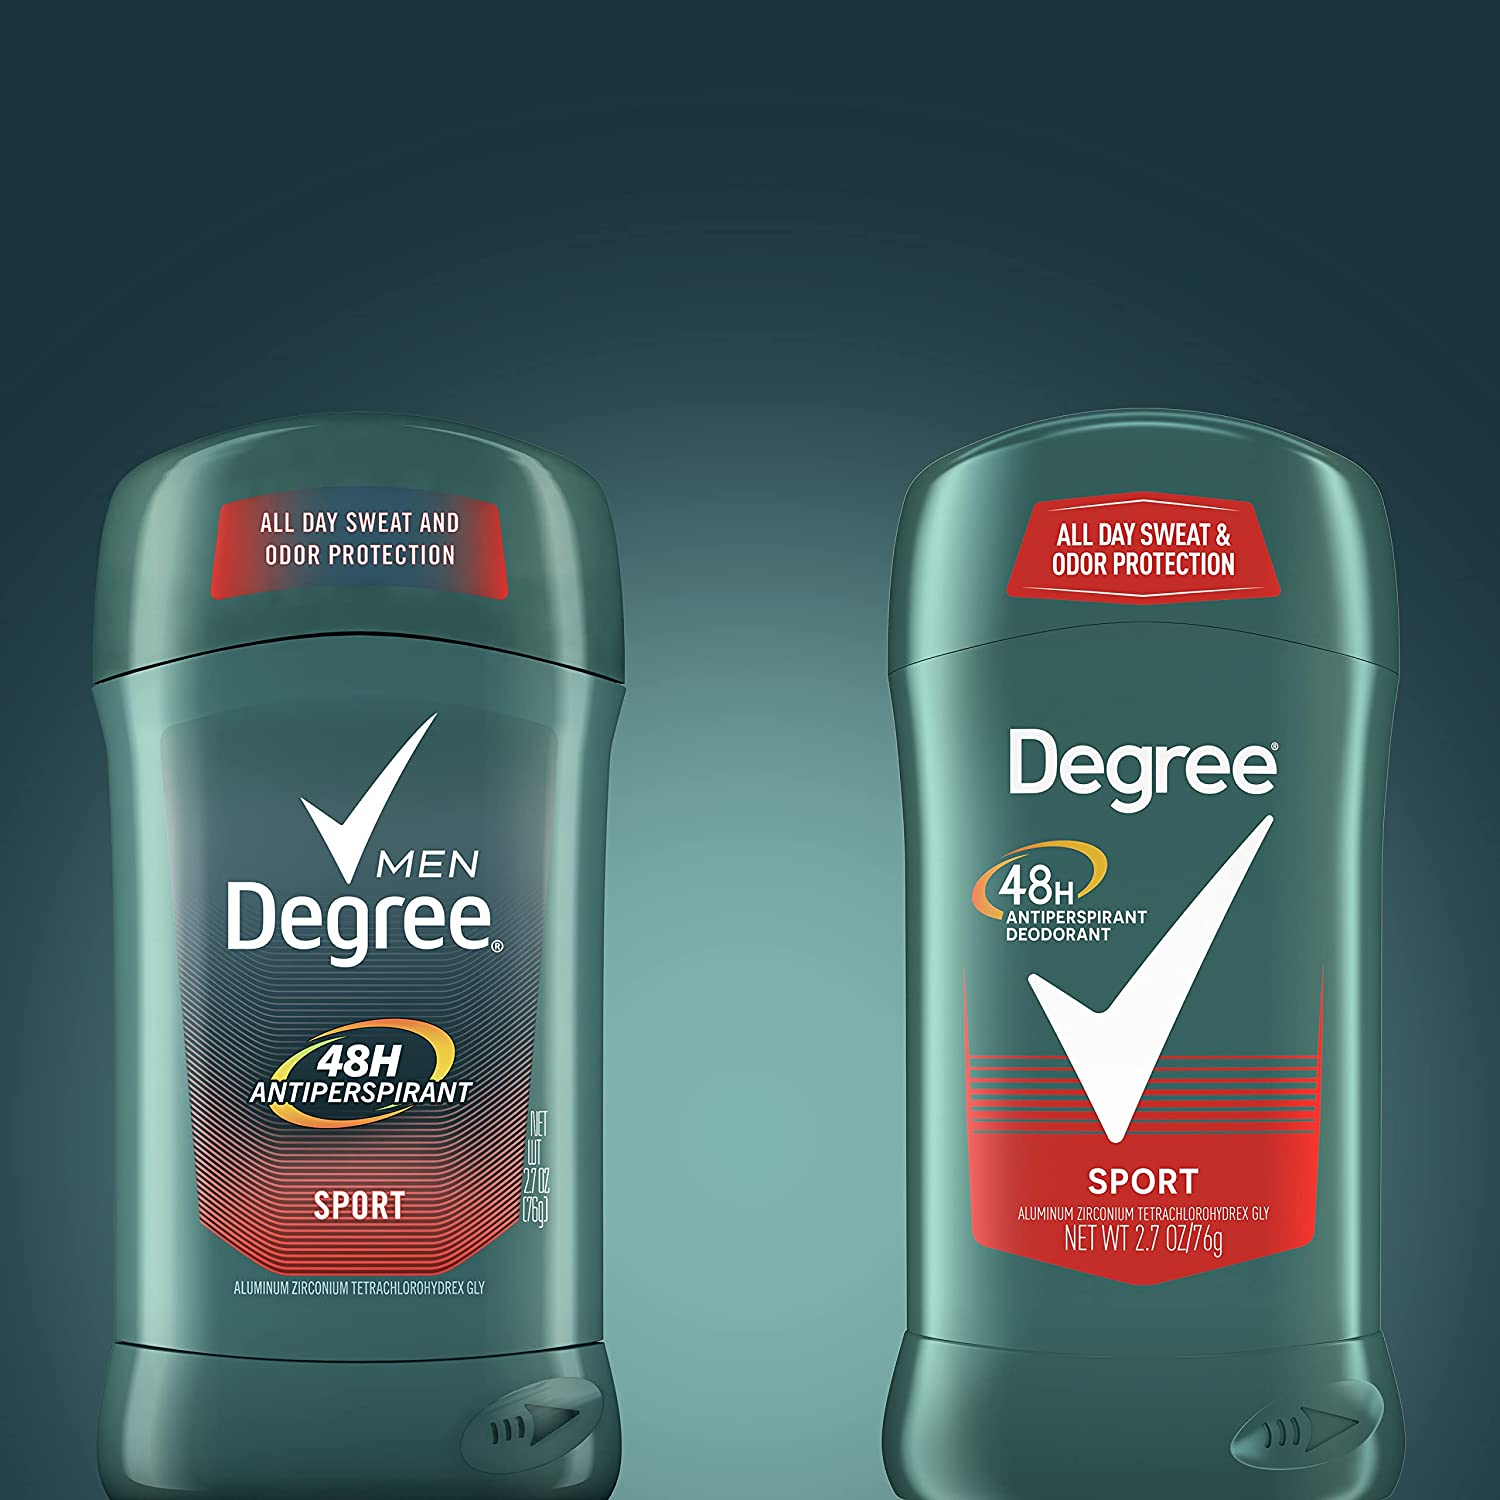 ALL DAY SWEAT AND
ODOR PROTECTION
MEN
Degree®
48H
ANTIPERSPIRANT
NET
WT
2.7 OZ
(76g)
SPORT
ALUMINUM ZIRCONIUM TETRACHLOROHYDREX GLY
ALL DAY SWEAT &
ODOR PROTECTION
Degree®
48H
ANTIPERSPIRANT
DEODORANT
SPORT
ALUMINUM ZIRCONIUM TETRACHLOROHYDREX GLY
NET WT 2.7 OZ/76g